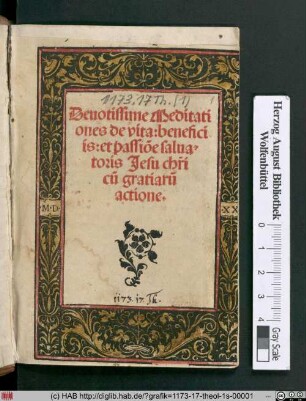 1173.17 Th. (1)
Deuotissime Meditati
ones de vita: benefici
is: et passiōe salua-
toris Jesu chr̄i
cū gratiarū
actione.
M.D. XX
1173. 17. Th.
Herzog August Bibliothek
Wolfenbüttel
0 1 2 3 4
Gray Scale
(c) HAB http://diglib.hab.de/?grafik=1173-17-theol-1s-00001